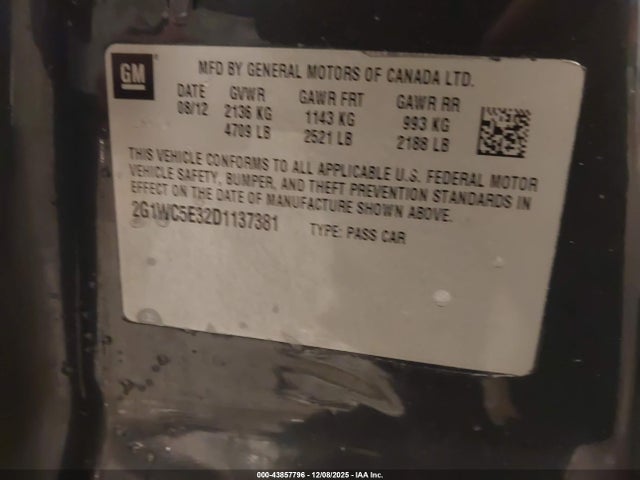 GM
MFD BY GENERAL MOTORS OF CANADA LTD.
DATE GVWR GAWR FRT GAWR RR
08/12 2136 KG 1143 KG 993 KG
4709 LB 2521 LB 2188 LB
THIS VEHICLE CONFORMS TO ALL APPLICABLE U.S. FEDERAL MOTOR
VEHICLE SAFETY, BUMPER, AND THEFT PREVENTION STANDARDS IN
EFFECT ON THE DATE OF MANUFACTURE SHOWN ABOVE.
2G1WC5E32D1137381 TYPE: PASS CAR
000-43857796 - 12/08/2025 - IAA Inc.